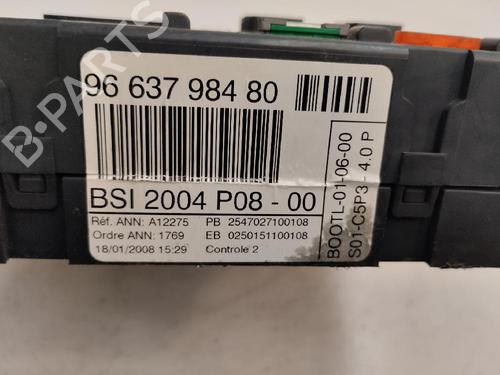 96 637 984 80
BSI 2004 P08 - 00
Réf. ANN: A12275 PB 2547027100108
Ordre ANN: 1769 EB 0250151100108
18/01/2008 15:29 Controle 2
BOOTL-01-06-00
S01-C5P3 - 4.0 P
B-PARTS